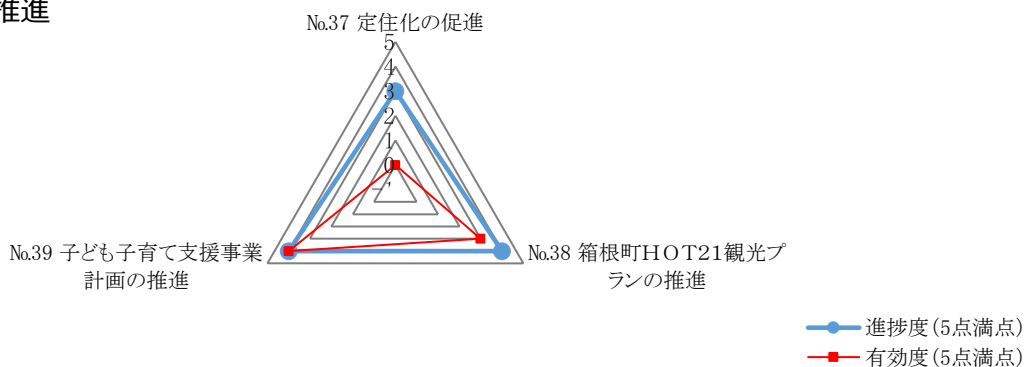 推進
№37 定住化の促進
5
4
3
2
1
0
№39 子ども子育て支援事業
計画の推進
№38 箱根町HOT21観光プ
ランの推進
進捗度(5点満点)
有効度(5点満点)